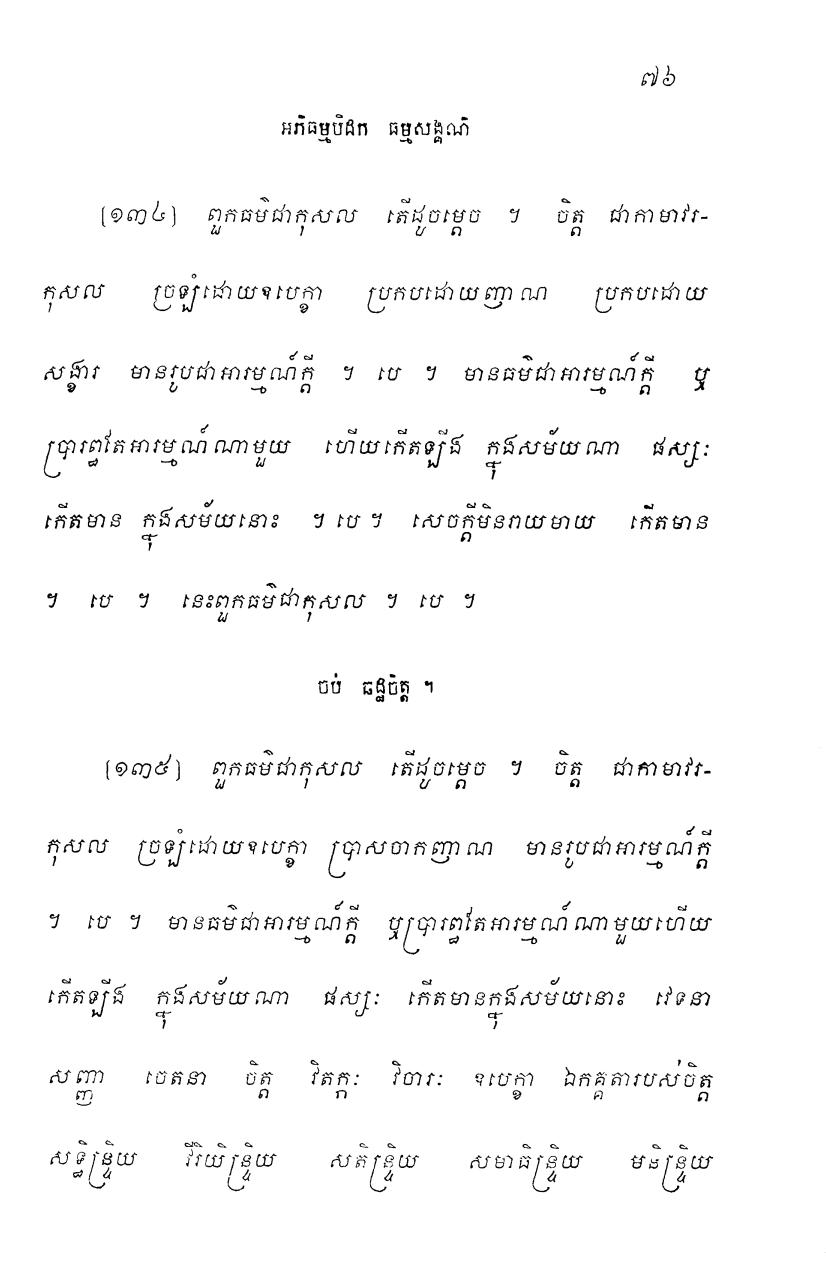 ៧៦
អភិធម្មបិដក ធម្មសង្គណិ
[១៣៤] ពួកធម៌ជាកុសល តើដូចម្តេច ។ ចិត្ត ជាកាមាវរ-
កុសល ច្រឡំដោយឧបេក្ខា ប្រកបដោយញាណ ប្រកបដោយ
សង្ខារ មានរូបជាអារម្មណ៍ក្តី ។ បេ ។ មានធម៌ជាអារម្មណ៍ក្តី ឬ
ប្រារព្ធតែអារម្មណ៍ណាមួយ ហើយកើតឡើង ក្នុងសម័យណា ផស្សៈ
កើតមាន ក្នុងសម័យនោះ ។ បេ ។ សេចក្តីមិនរាយមាយ កើតមាន
។ បេ ។ នេះពួកធម៌ជាកុសល ។ បេ ។
ចប់ ឆដ្ឋចិត្ត ។
[១៣៥] ពួកធម៌ជាកុសល តើដូចម្តេច ។ ចិត្ត ជាកាមាវរ-
កុសល ច្រឡំដោយឧបេក្ខា ប្រាសចាកញាណ មានរូបជាអារម្មណ៍ក្តី
។ បេ ។ មានធម៌ជាអារម្មណ៍ក្តី ឬប្រារព្ធតែអារម្មណ៍ណាមួយហើយ
កើតឡើង ក្នុងសម័យណា ផស្សៈ កើតមានក្នុងសម័យនោះ វេទនា
សញ្ញា ចេតនា ចិត្ត វិតក្កៈ វិចារៈ ឧបេក្ខា ឯកគ្គតារបស់ចិត្ត
សទ្ធិន្ទ្រិយ វីរិយិន្ទ្រិយ សតិន្ទ្រិយ សមាធិន្ទ្រិយ មនិន្ទ្រិយ